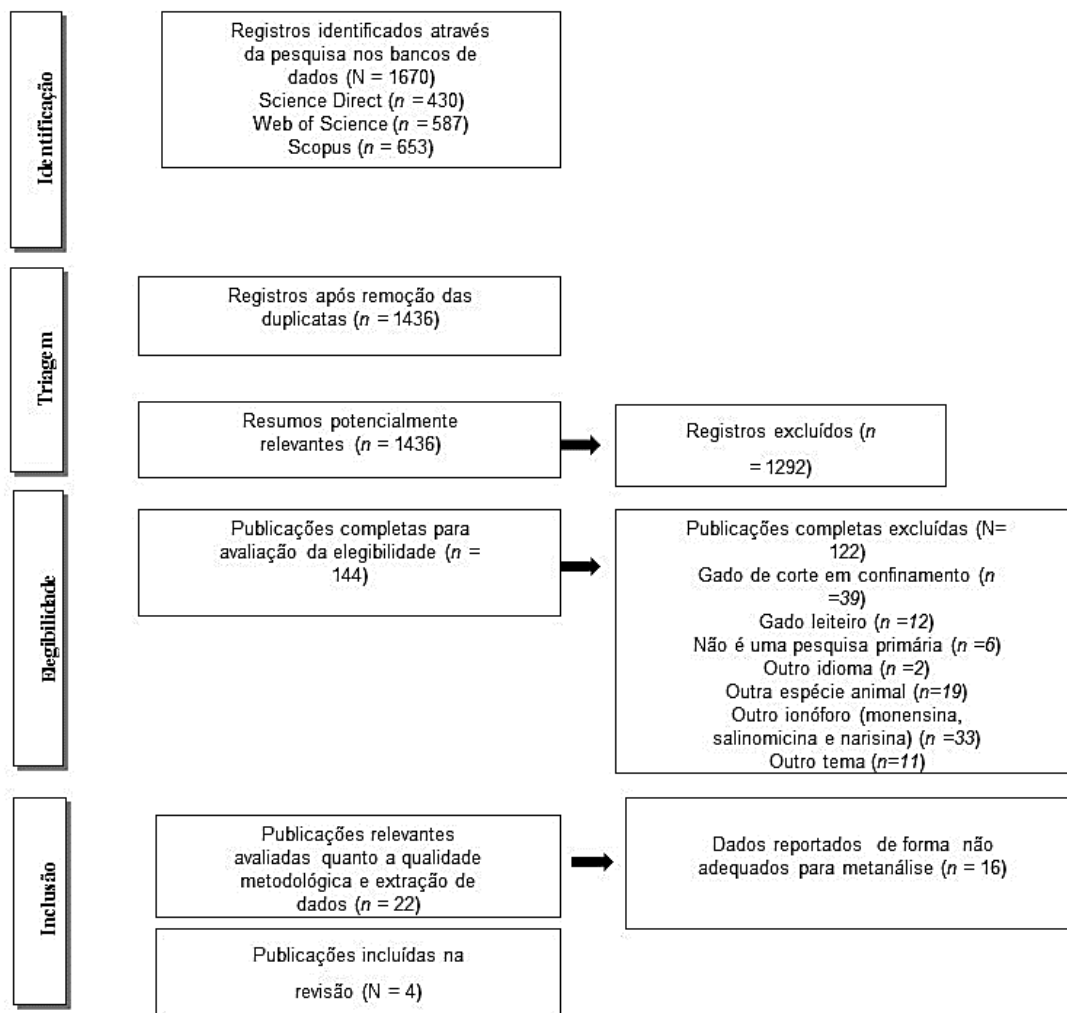 Identificação
Registros identificados através
da pesquisa nos bancos de
dados (N = 1670)
Science Direct (n = 430)
Web of Science (n = 587)
Scopus (n = 653)
Triagem
Registros após remoção das
duplicatas (n = 1436)
Resumos potencialmente
relevantes (n = 1436)
Registros excluídos (n
= 1292)
Elegibilidade
Publicações completas para
avaliação da elegibilidade (n =
144)
Publicações completas excluídas (N=
122)
Gado de corte em confinamento (n
=39)
Gado leiteiro (n =12)
Não é uma pesquisa primária (n =6)
Outro idioma (n =2)
Outra espécie animal (n=19)
Outro ionóforo (monensina,
salinomicina e narisina) (n =33)
Outro tema (n=11)
Inclusão
Publicações relevantes
avaliadas quanto a qualidade
metodológica e extração de
dados (n = 22)
Dados reportados de forma não
adequados para metanálise (n = 16)
Publicações incluídas na
revisão (N = 4)